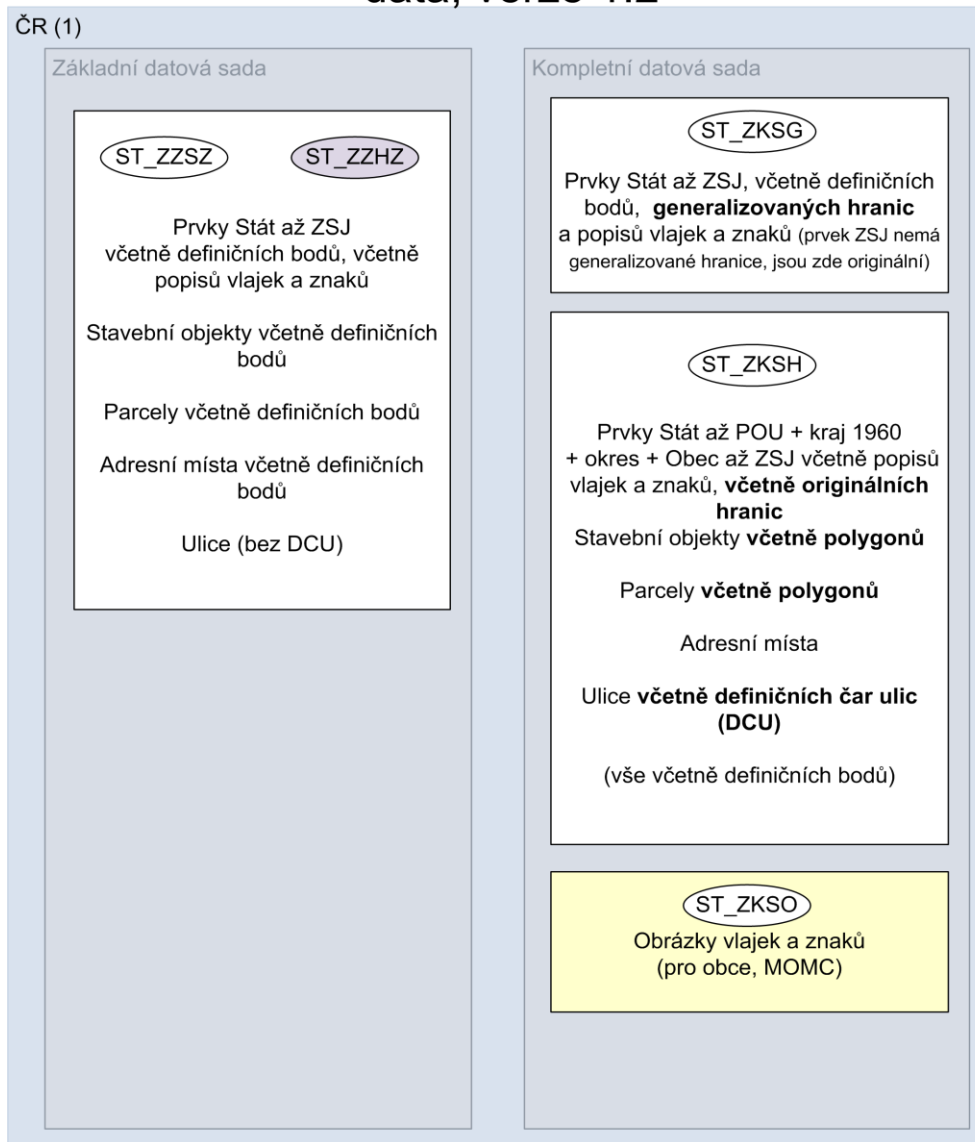 ČR (1)
Základní datová sada
ST_ZZSZ
ST_ZZHZ
Prvky Stát až ZSJ
včetně definičních bodů, včetně
popisů vlajek a znaků
Stavební objekty včetně definičních
bodů
Parcely včetně definičních bodů
Adresní místa včetně definičních
bodů
Ulice (bez DCU)
Kompletní datová sada
ST_ZKSG
Prvky Stát až ZSJ, včetně definičních
bodů, generalizovaných hranic
a popisů vlajek a znaků (prvek ZSJ nemá
generalizované hranice, jsou zde originální)
ST_ZKSH
Prvky Stát až POU + kraj 1960
+ okres + Obec až ZSJ včetně popisů
vlajek a znaků, včetně originálních
hranic
Stavební objekty včetně polygonů
Parcely včetně polygonů
Adresní místa
Ulice včetně definičních čar ulic
(DCU)
(vše včetně definičních bodů)
ST_ZKSO
Obrázky vlajek a znaků
(pro obce, MOMC)